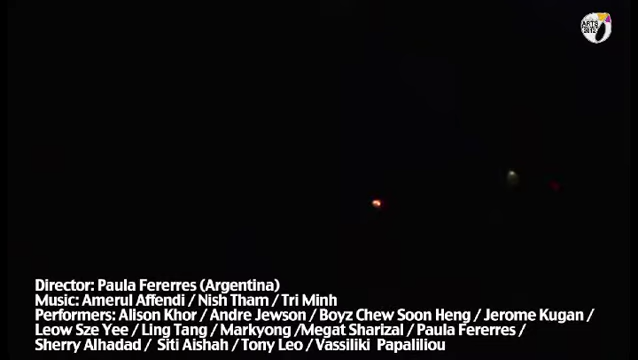 ARTS
2012
Director: Paula Fererres (Argentina)
Music: Amerul Affendi / Nish Tham / Tri Minh
Performers: Alison Khor / Andre Jewson / Boyz Chew Soon Heng / Jerome Kugan /
Leow Sze Yee / Ling Tang / Markyong /Megat Sharizal / Paula Fererres /
Sherry Alhadad / Siti Aishah / Tony Leo / Vassiliki Papaliliou